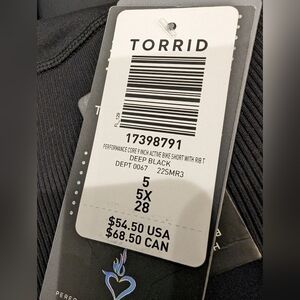 TORRID
17398791
PERFORMANCE CORE 9 INCH ACTIVE BIKE SHORT WITH RIB T
DEEP BLACK
DEPT 0067 22SMR3
5
5X
28
$54.50 USA
$68.50 CAN